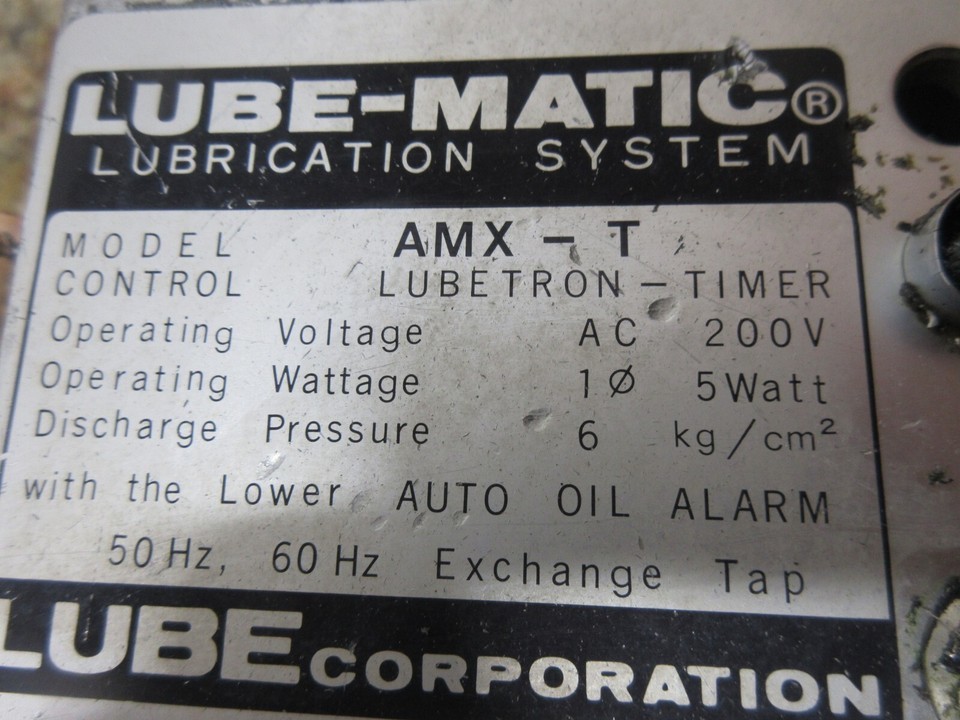 LUBE-MATIC®
LUBRICATION SYSTEM
MODEL AMX - T
CONTROL LUBETRON - TIMER
Operating Voltage AC 200V
Operating Wattage 1Ø 5Watt
Discharge Pressure 6 kg/cm²
with the Lower AUTO OIL ALARM
50Hz, 60Hz Exchange Tap
LUBE CORPORATION